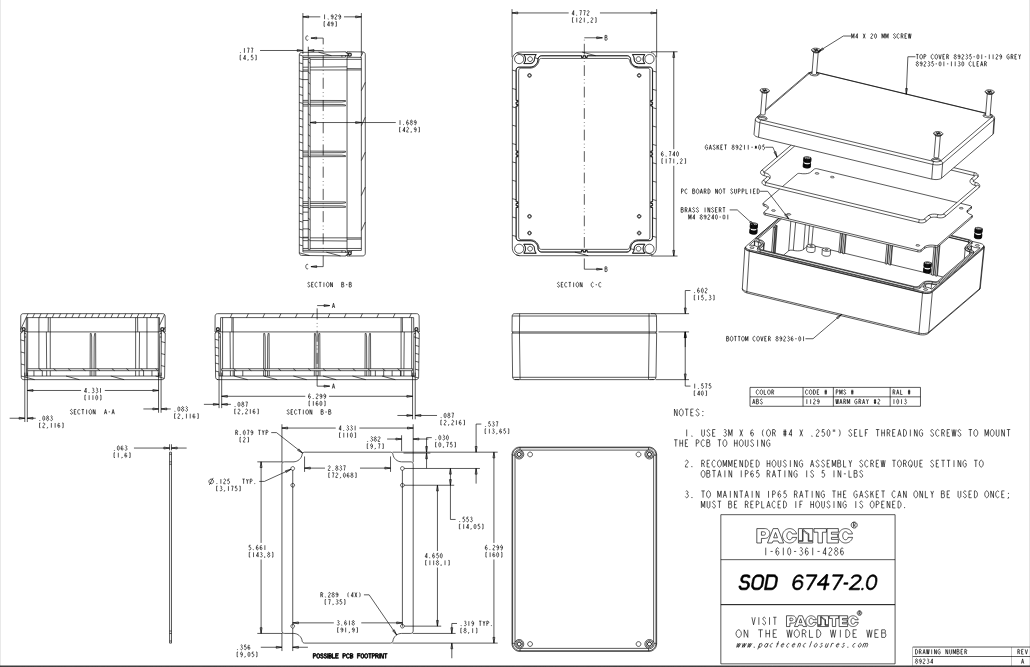 1.929
[49]
C
.177
[4,5]
1.689
[42,9]
C
SECTION B-B
4.772
[121,2]
B
6.740
[171,2]
B
SECTION C-C
M4 X 20 MM SCREW
TOP COVER 89235-01-1129 GREY
89235-01-1130 CLEAR
GASKET 89211-*05
PC BOARD NOT SUPPLIED
BRASS INSERT
M4 89240-01
BOTTOM COVER 89236-01
4.331
[110]
.083
[2,116]
.083
[2,116]
SECTION A-A
A
A
6.299
[160]
.087
[2,216]
.087
[2,216]
SECTION B-B
.602
[15,3]
1.575
[40]
COLOR CODE # PMS # RAL #
ABS 1129 WARM GRAY #2 1013
NOTES:
1. USE 3M X 6 (OR #4 X .250") SELF THREADING SCREWS TO MOUNT
THE PCB TO HOUSING
2. RECOMMENDED HOUSING ASSEMBLY SCREW TORQUE SETTING TO
OBTAIN IP65 RATING IS 5 IN-LBS
3. TO MAINTAIN IP65 RATING THE GASKET CAN ONLY BE USED ONCE;
MUST BE REPLACED IF HOUSING IS OPENED.
.063
[1,6]
R.079 TYP
[2]
4.331
[110]
.382
[9,7]
.030
[0,75]
.537
[13,65]
2.837
[72,068]
Ø.125 TYP.
[3,175]
.553
[14,05]
5.661
[143,8]
4.650
[118,1]
6.299
[160]
R.289 (4X)
[7,35]
3.618
[91,9]
.319 TYP.
[8,1]
.356
[9,05]
POSSIBLE PCB FOOTPRINT
PACTEC®
1-610-361-4286
SOD 6747-2.0
VISIT PACTEC®
ON THE WORLD WIDE WEB
www.pactecenclosures.com
DRAWING NUMBER REV
89234 A